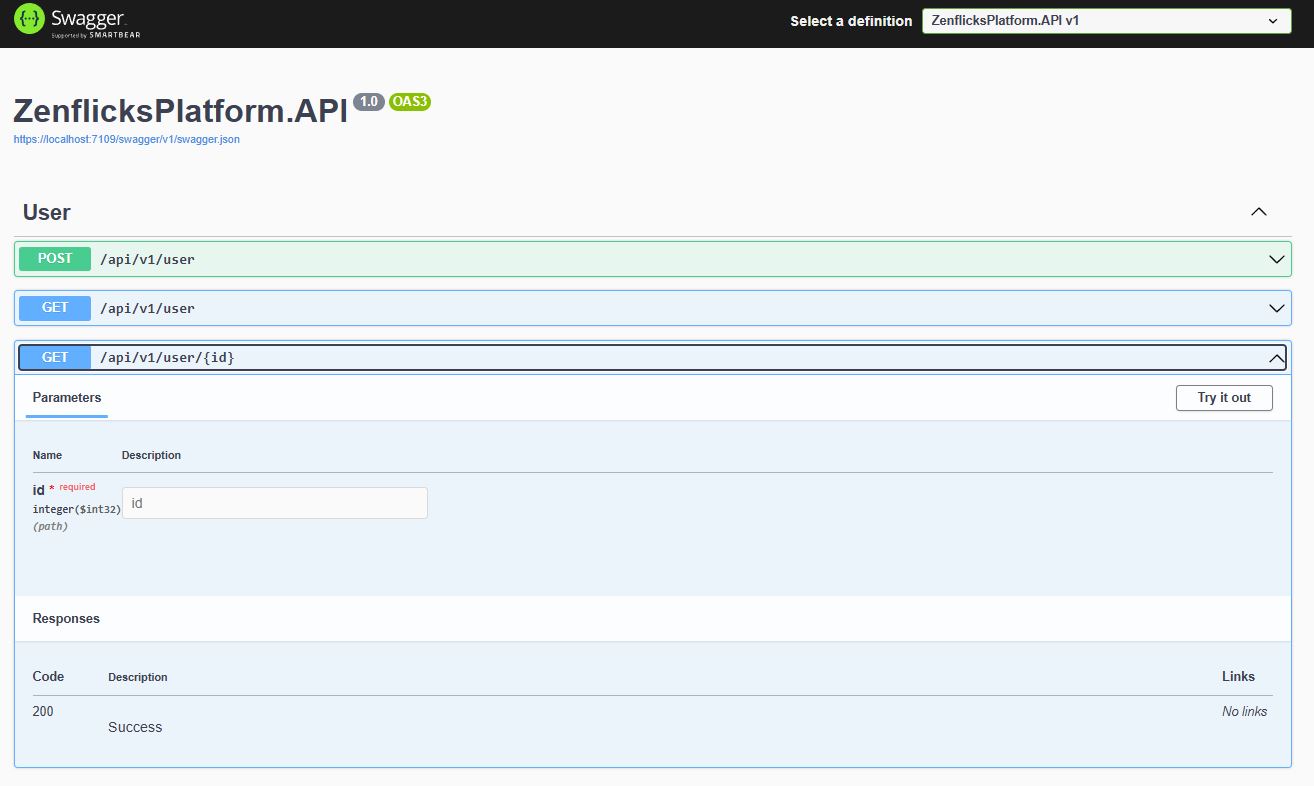 Swagger
Supported by SMARTBEAR
Select a definition
ZenflicksPlatform.API v1
ZenflicksPlatform.API 1.0 OAS3
https://localhost:7109/swagger/v1/swagger.json
User
POST /api/v1/user
GET /api/v1/user
GET /api/v1/user/{id}
Parameters
Try it out
Name Description
id * required
integer($int32)
(path)
id
Responses
Code Description Links
200
Success
No links